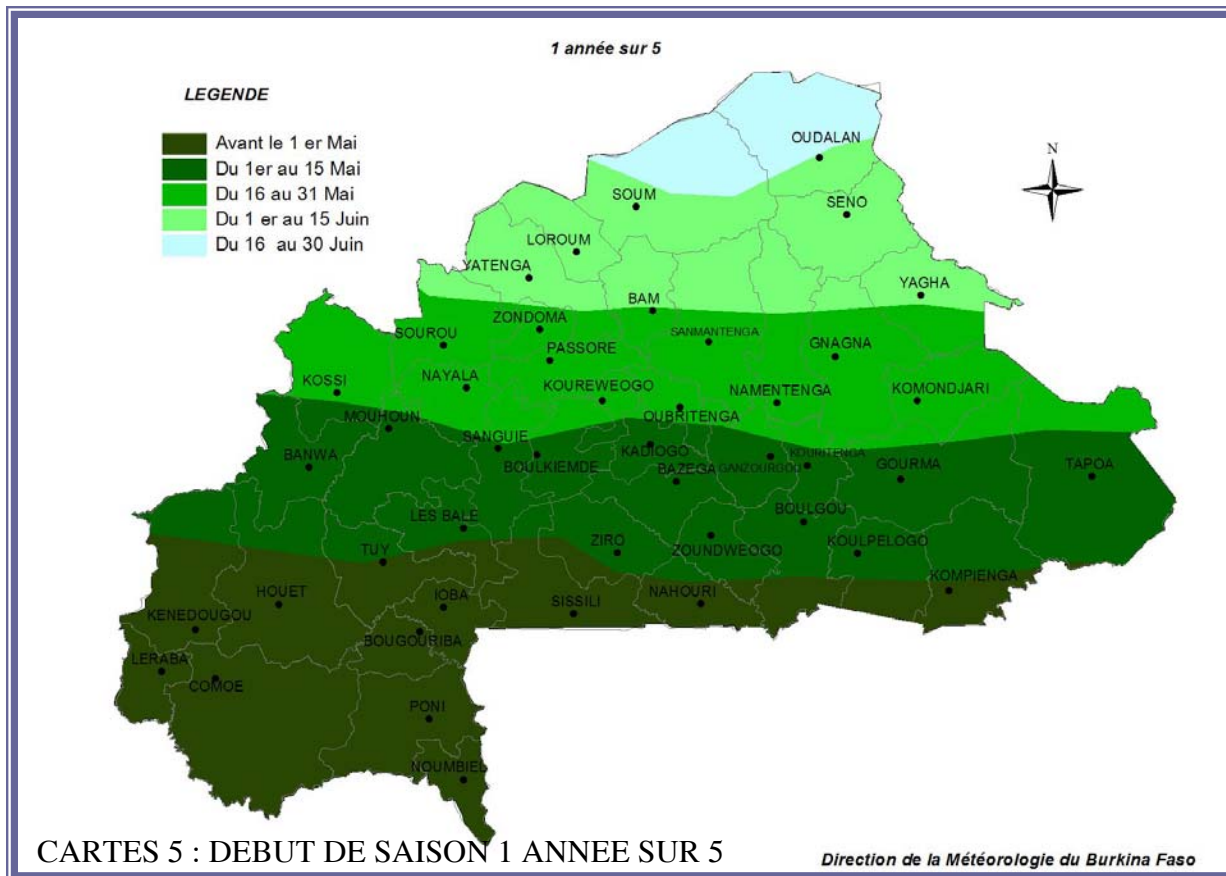 1 année sur 5
LEGENDE
Avant le 1 er Mai
Du 1er au 15 Mai
Du 16 au 31 Mai
Du 1 er au 15 Juin
Du 16 au 30 Juin
N
OUDALAN
SOUM
SENO
LOROUM
YATENGA
YAGHA
BAM
ZONDOMA
SANMANTENGA
SOUROU
GNAGNA
PASSORE
KOSSI
NAYALA
KOUREWEOGO
NAMENTENGA
KOMONDJARI
OUBRITENGA
MOUHOUN
SANGUIE
KADIOGO
KOURITENGA
BANWA
BOULKIEMDE
BAZEGA
GANZOURGOU
GOURMA
TAPOA
LES BALE
BOULGOU
TUY
ZIRO
ZOUNDWEOGO
KOULPELOGO
KOMPIENGA
HOUET
IOBA
SISSILI
NAHOURI
KENEDOUGOU
BOUGOURIBA
LERABA
COMOE
PONI
NOUMBIEL
CARTES 5 : DEBUT DE SAISON 1 ANNEE SUR 5
Direction de la Météorologie du Burkina Faso